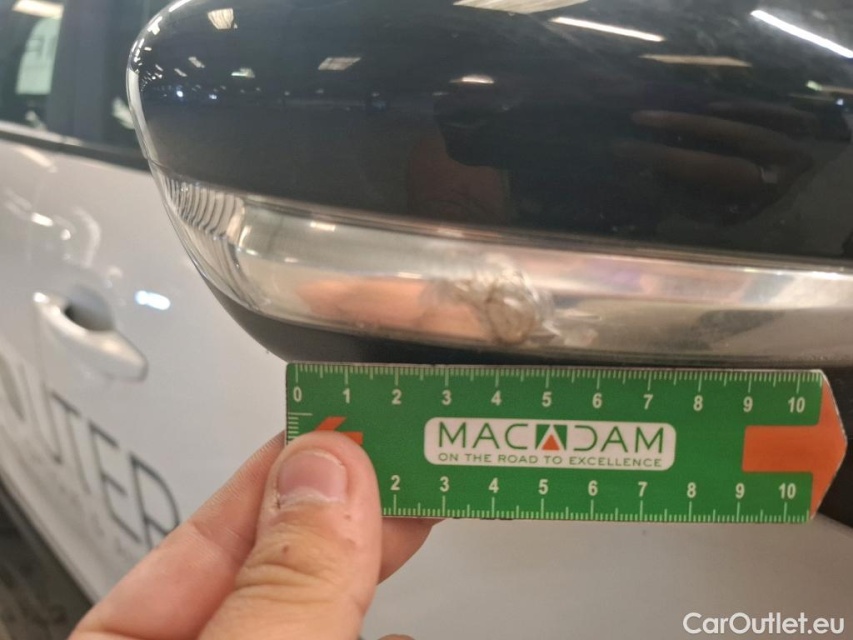 0 1 2 3 4 5 6 7 8 9 10
MACADAM
ON THE ROAD TO EXCELLENCE
2 3 4 5 6 7 8 9 10
CarOutlet.eu